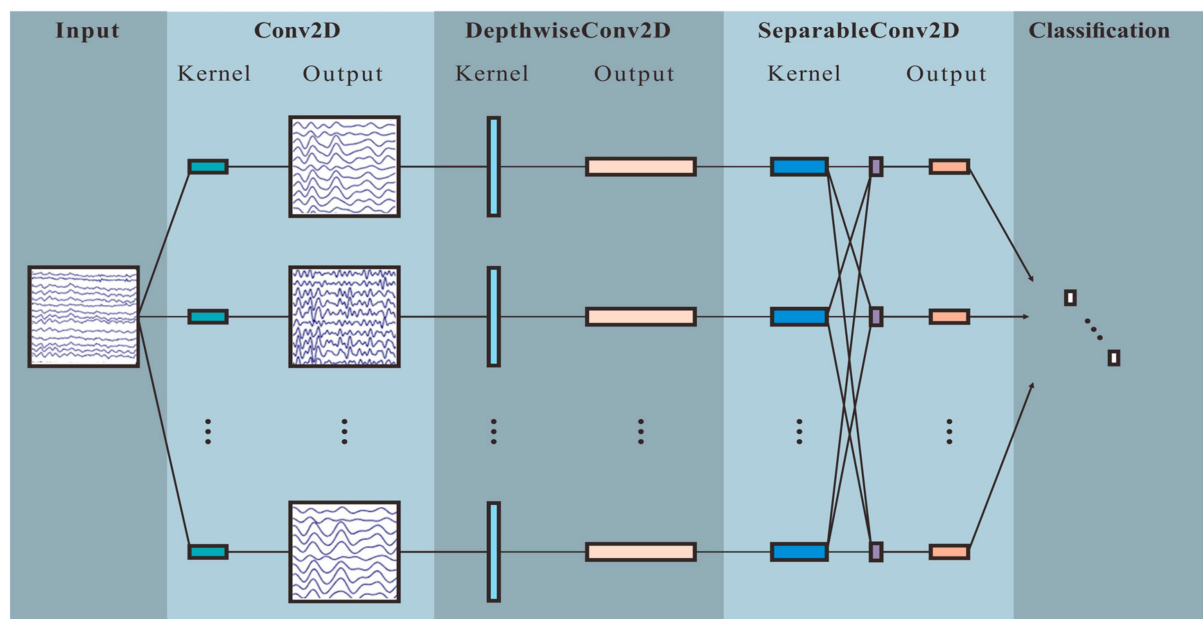 Input Conv2D DepthwiseConv2D SeparableConv2D Classification
Kernel Output Kernel Output Kernel Output